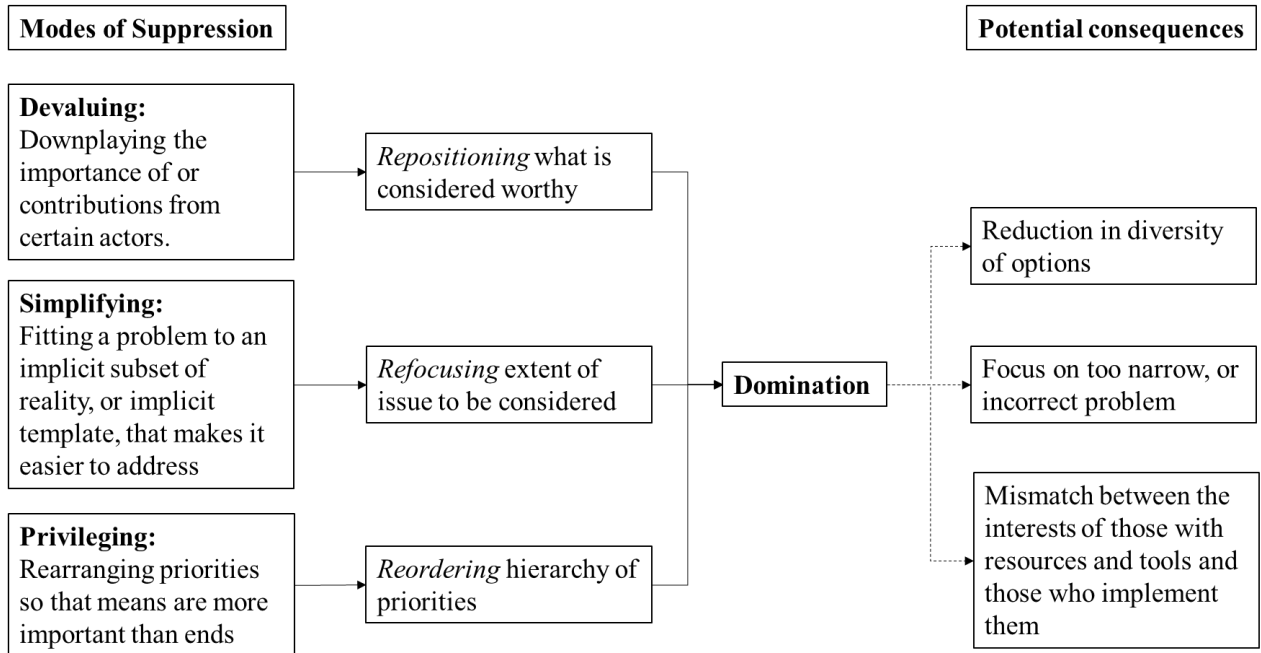 Modes of Suppression
Potential consequences
Devaluing:
Downplaying the
importance of or
contributions from
certain actors.
Repositioning what is
considered worthy
Simplifying:
Fitting a problem to an
implicit subset of
reality, or implicit
template, that makes it
easier to address
Refocusing extent of
issue to be considered
Privileging:
Rearranging priorities
so that means are more
important than ends
Reordering hierarchy of
priorities
Domination
Reduction in diversity
of options
Focus on too narrow, or
incorrect problem
Mismatch between the
interests of those with
resources and tools and
those who implement
them